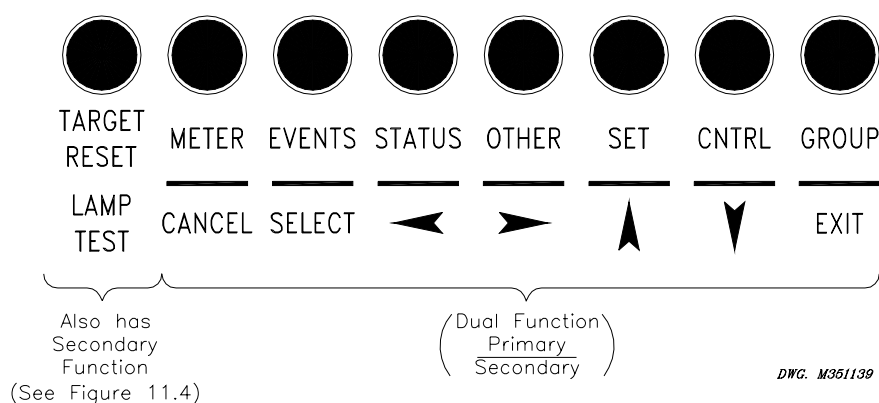 TARGET
RESET
METER EVENTS STATUS OTHER SET CNTRL GROUP
LAMP
TEST
CANCEL SELECT EXIT
Also has
Secondary
Function
(See Figure 11.4)
(Dual Function
Primary
Secondary)
DWG. M351139